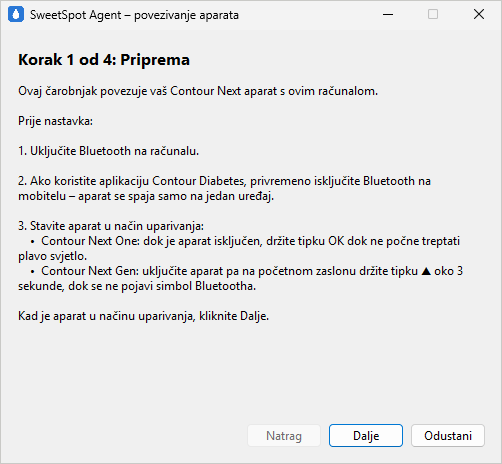 SweetSpot Agent – povezivanje aparata
Korak 1 od 4: Priprema
Ovaj čarobnjak povezuje vaš Contour Next aparat s ovim računalom.
Prije nastavka:
1. Uključite Bluetooth na računalu.
2. Ako koristite aplikaciju Contour Diabetes, privremeno isključite Bluetooth na
mobitelu – aparat se spaja samo na jedan uređaj.
3. Stavite aparat u način uparivanja:
• Contour Next One: dok je aparat isključen, držite tipku OK dok ne počne treptati
plavo svjetlo.
• Contour Next Gen: uključite aparat pa na početnom zaslonu držite tipku ▲ oko 3
sekunde, dok se ne pojavi simbol Bluetootha.
Kad je aparat u načinu uparivanja, kliknite Dalje.
Natrag
Dalje
Odustani